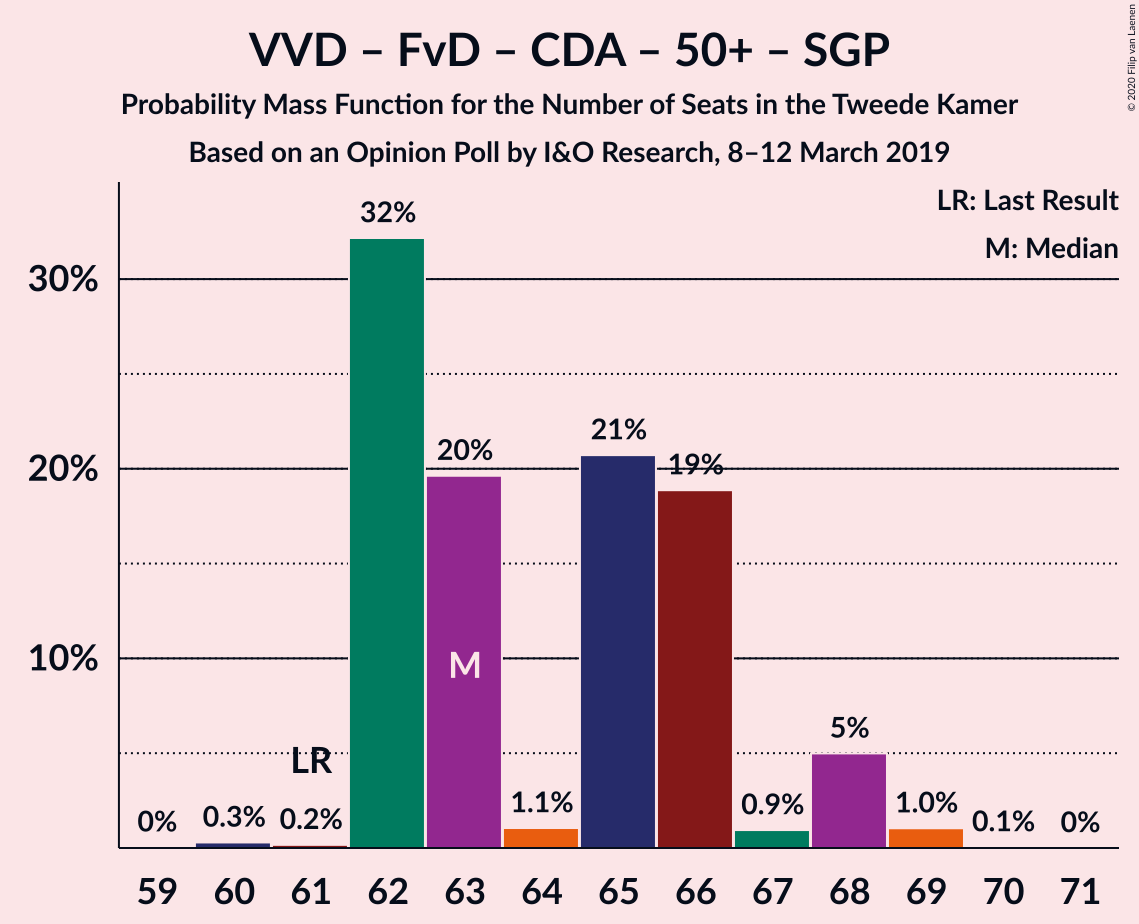 VVD – FvD – CDA – 50+ – SGP
Probability Mass Function for the Number of Seats in the Tweede Kamer
Based on an Opinion Poll by I&O Research, 8–12 March 2019
© 2020 Filip van Laenen
LR: Last Result
M: Median
30%
20%
10%
0%
0.3%
0.2%
32%
20%
1.1%
21%
19%
0.9%
5%
1.0%
0.1%
0%
LR
M
59 60 61 62 63 64 65 66 67 68 69 70 71